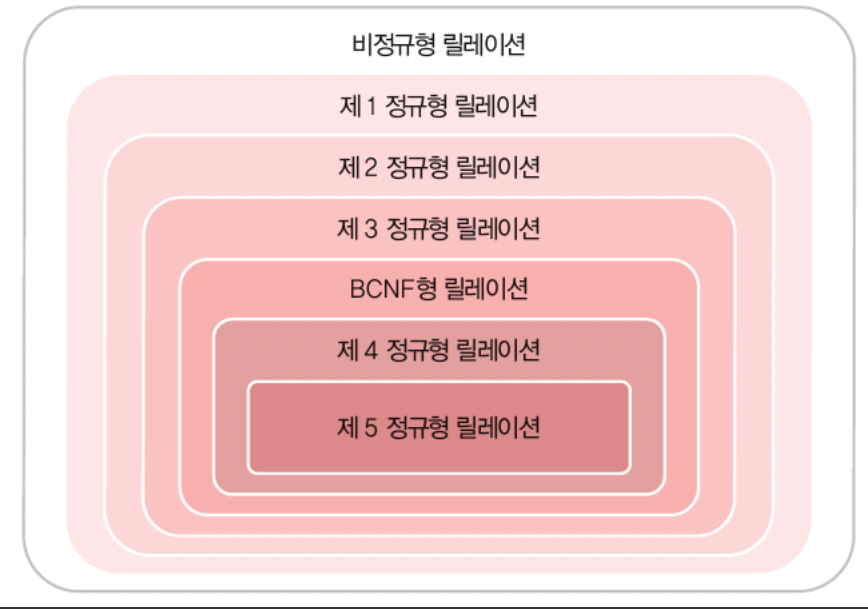 비정규형 릴레이션
제 1 정규형 릴레이션
제 2 정규형 릴레이션
제 3 정규형 릴레이션
BCNF형 릴레이션
제 4 정규형 릴레이션
제 5 정규형 릴레이션